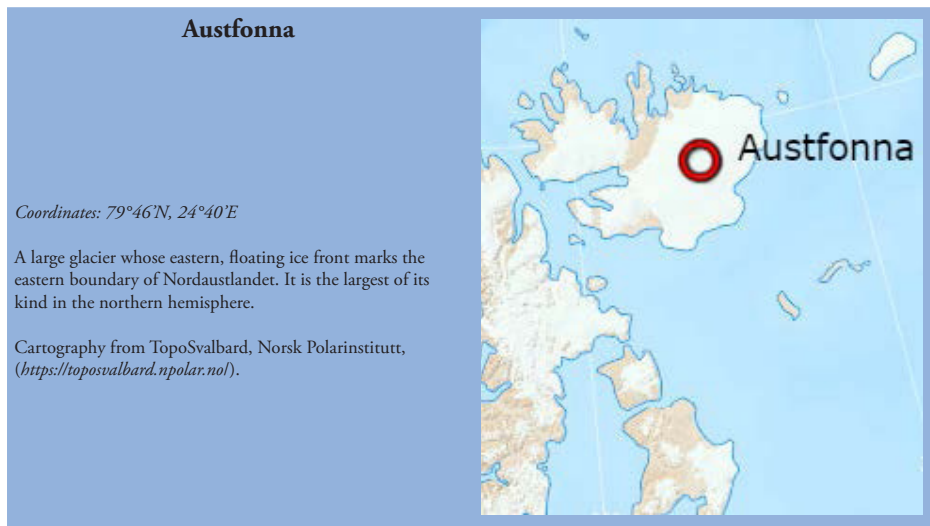 Austfonna
Coordinates: 79°46’N, 24°40’E
A large glacier whose eastern, floating ice front marks the
eastern boundary of Nordaustlandet. It is the largest of its
kind in the northern hemisphere.
Cartography from TopoSvalbard, Norsk Polarinstitutt,
(https://toposvalbard.npolar.no/).
Austfonna